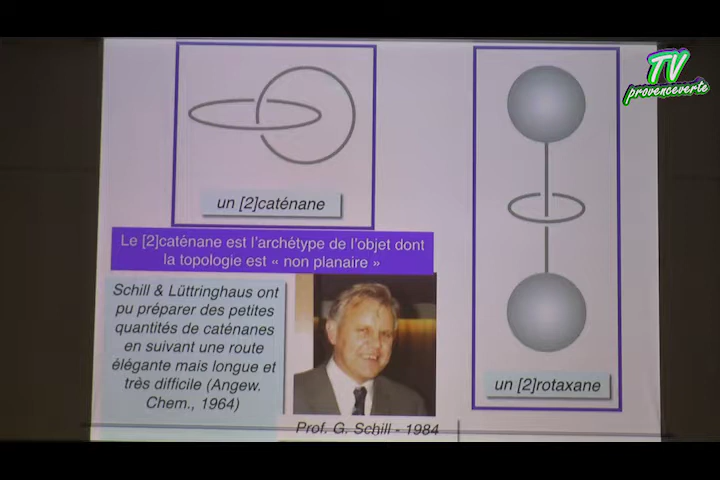 TV
provenceverte
un [2]caténane
Le [2]caténane est l'archétype de l'objet dont
la topologie est « non planaire »
Schill & Lüttringhaus ont
pu préparer des petites
quantités de caténanes
en suivant une route
élégante mais longue et
très difficile (Angew.
Chem., 1964)
Prof. G. Schill - 1984
un [2]rotaxane